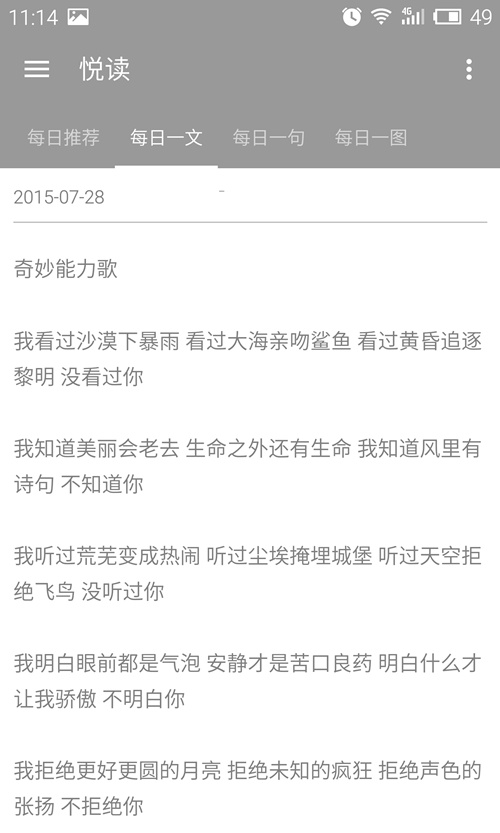 11:14 4G 49
悦读
每日推荐 每日一文 每日一句 每日一图
2015-07-28
奇妙能力歌
我看过沙漠下暴雨 看过大海亲吻鲨鱼 看过黄昏追逐
黎明 没看过你
我知道美丽会老去 生命之外还有生命 我知道风里有
诗句 不知道你
我听过荒芜变成热闹 听过尘埃掩埋城堡 听过天空拒
绝飞鸟 没听过你
我明白眼前都是气泡 安静才是苦口良药 明白什么才
让我骄傲 不明白你
我拒绝更好更圆的月亮 拒绝未知的疯狂 拒绝声色的
张扬 不拒绝你